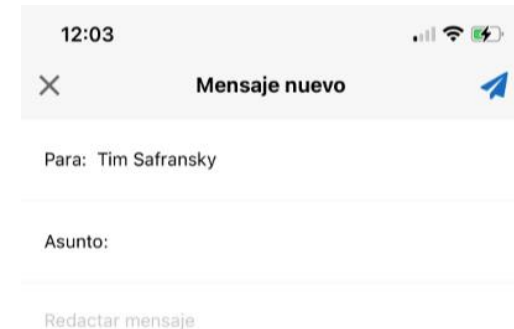 12:03
Mensaje nuevo
Para: Tim Safransky
Asunto:
Redactar mensaje